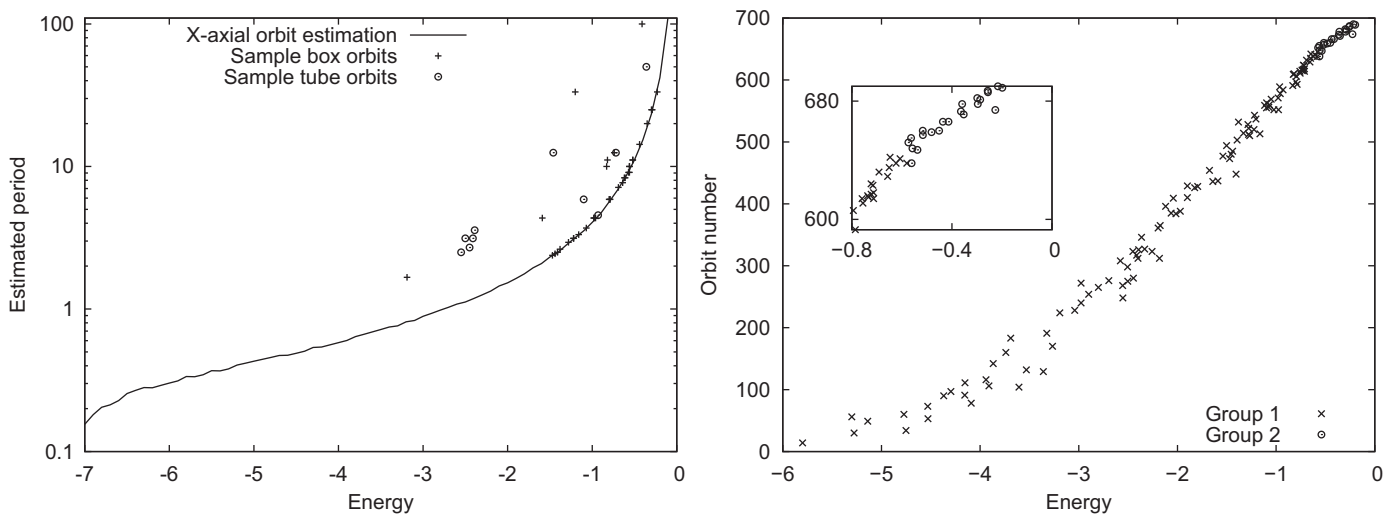 100
10
1
0.1
Estimated period
X-axial orbit estimation
Sample box orbits
Sample tube orbits
-7 -6 -5 -4 -3 -2 -1 0
Energy
700
600
500
400
300
200
100
0
Orbit number
680
600
−0.8 −0.4 0
Group 1
Group 2
−6 −5 −4 −3 −2 −1 0
Energy